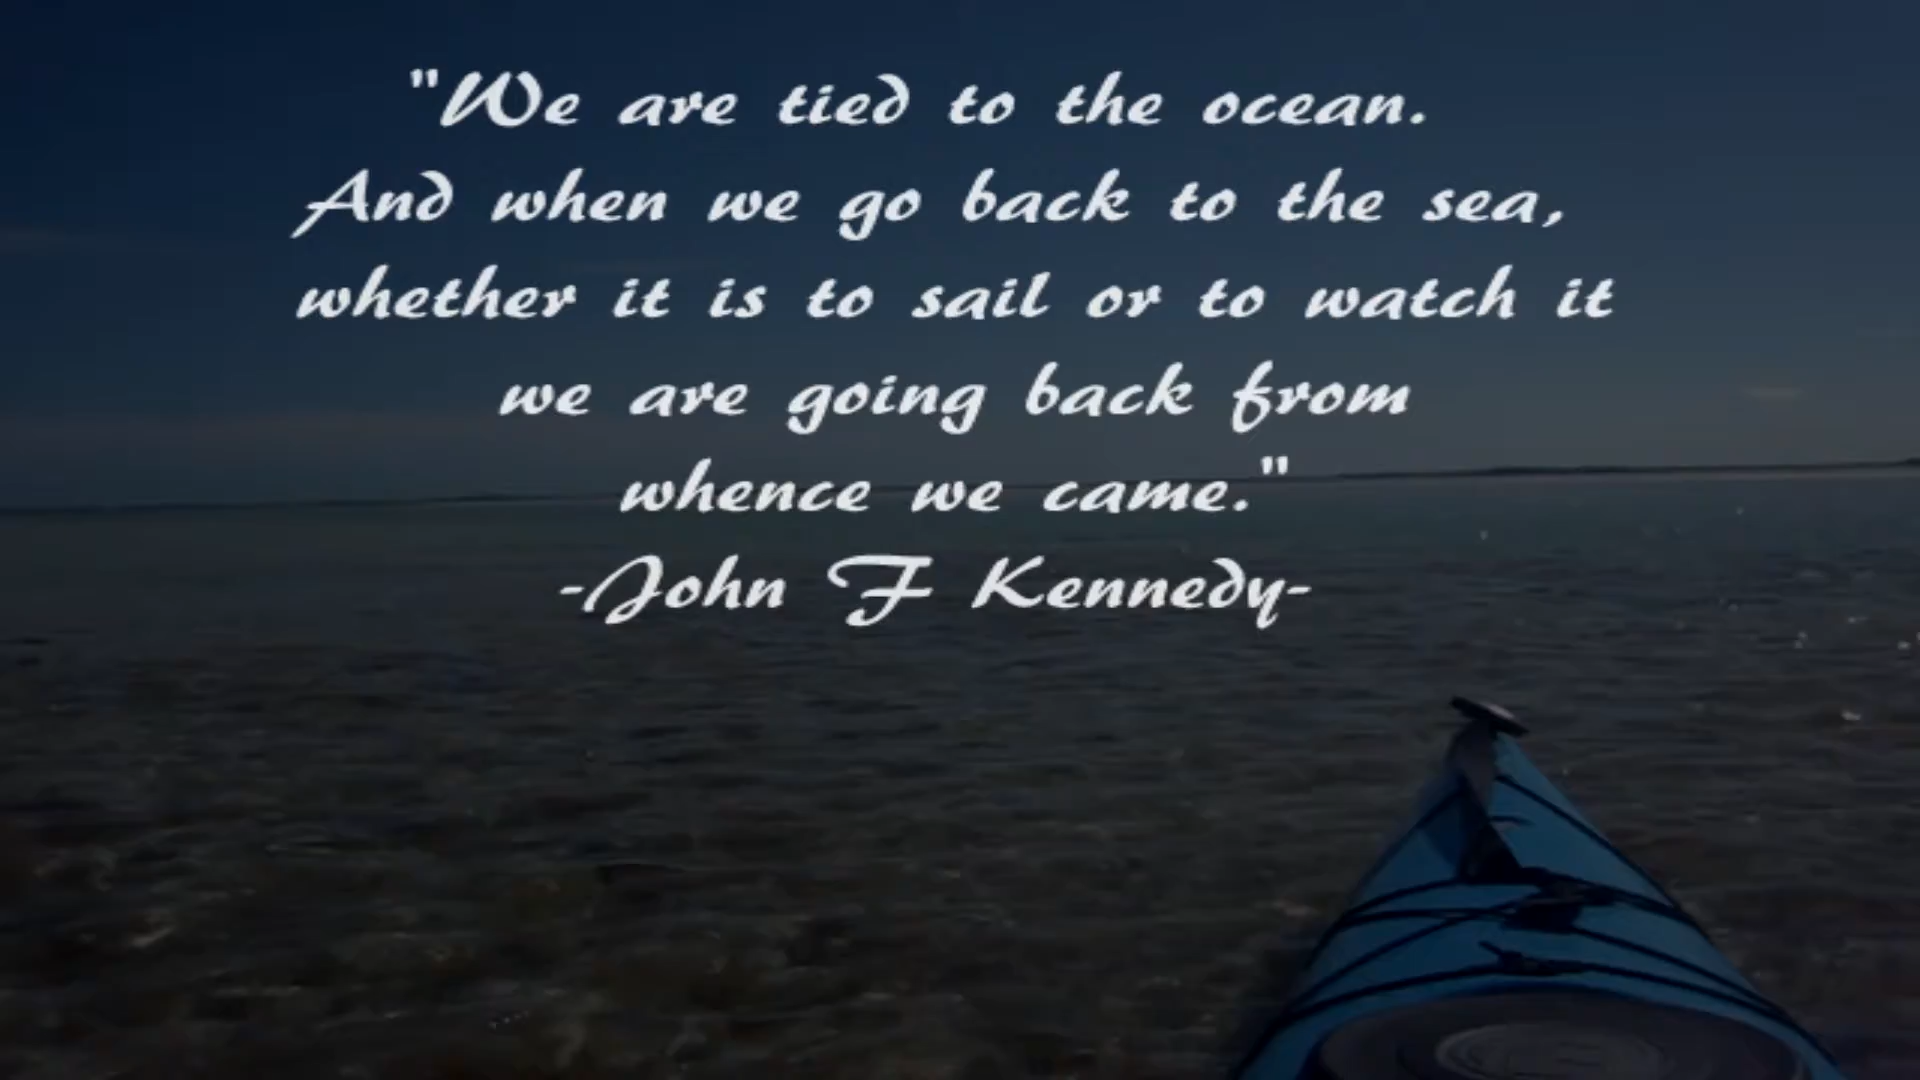 "We are tied to the ocean.
And when we go back to the sea,
whether it is to sail or to watch it
we are going back from
whence we came."
-John F Kennedy-